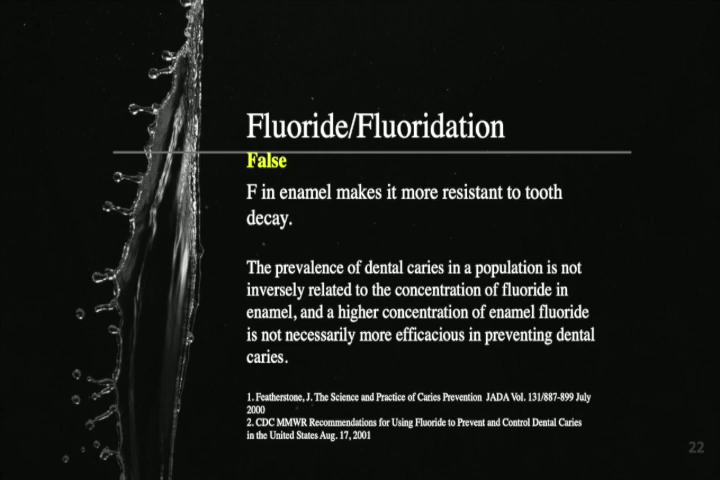 Fluoride/Fluoridation
False
F in enamel makes it more resistant to tooth
decay.
The prevalence of dental caries in a population is not
inversely related to the concentration of fluoride in
enamel, and a higher concentration of enamel fluoride
is not necessarily more efficacious in preventing dental
caries.
1. Featherstone, J. The Science and Practice of Caries Prevention JADA Vol. 131/887-899 July
2000
2. CDC MMWR Recommendations for Using Fluoride to Prevent and Control Dental Caries
in the United States Aug. 17, 2001
22